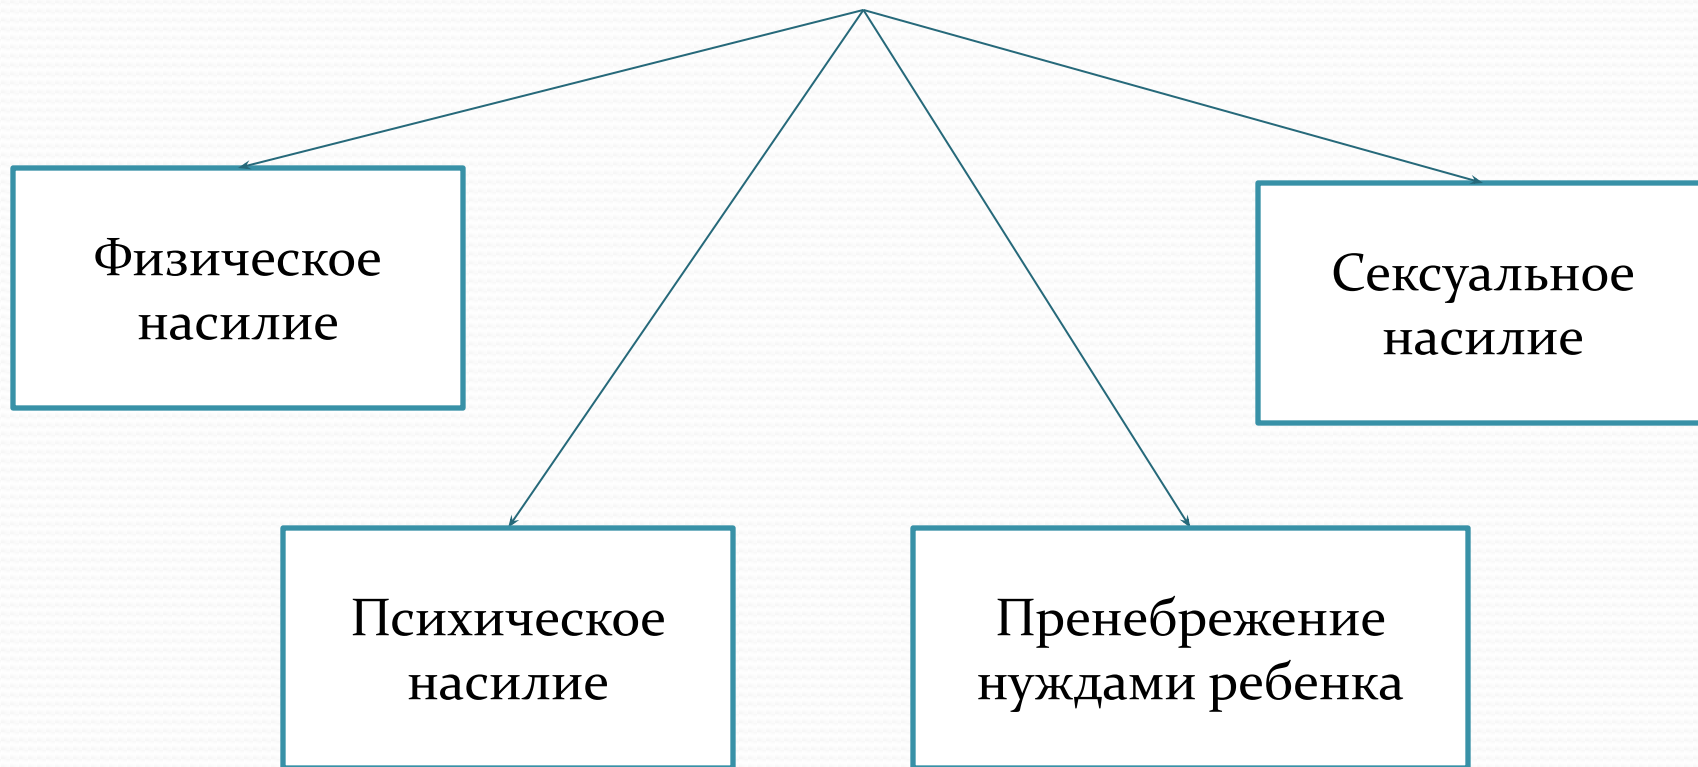 Физическое
насилие
Сексуальное
насилие
Психическое
насилие
Пренебрежение
нуждами ребенка